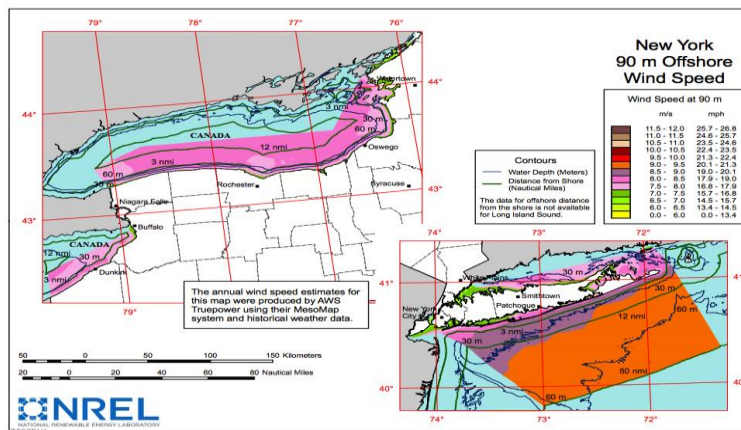 79°
78°
77°
76°
New York
90 m Offshore
Wind Speed
Watertown
44°
3 nmi
30 m
60 m
CANADA
12 nmi
Oswego
3 nmi
60 m
30 m
Rochester
Syracuse
43°
44°
43°
Niagara Falls
Buffalo
CANADA
12 nmi
30 m
3 nmi
Dunkirk
79°
Wind Speed at 90 m
m/s mph
11.5 - 12.0 25.7 - 26.8
11.0 - 11.5 24.6 - 25.7
10.5 - 11.0 23.5 - 24.6
10.0 - 10.5 22.4 - 23.5
9.5 - 10.0 21.3 - 22.4
9.0 - 9.5 20.1 - 21.3
8.5 - 9.0 19.0 - 20.1
8.0 - 8.5 17.9 - 19.0
7.5 - 8.0 16.8 - 17.9
7.0 - 7.5 15.7 - 16.8
6.5 - 7.0 14.5 - 15.7
6.0 - 6.5 13.4 - 14.5
0.0 - 6.0 0.0 - 13.4
Contours
Water Depth (Meters)
Distance from Shore
(Nautical Miles)
The data for offshore distance
from the shore is not available
for Long Island Sound.
The annual wind speed estimates for
this map were produced by AWS
Truepower using their MesoMap
system and historical weather data.
74°
73°
72°
41°
White Plains
30 m
Smithtown
Patchogue
New York
City
3 nmi
30 m
12 nmi
30 m
60 m
41°
50 nmi
60 m
40°
40°
74°
73°
72°
50 0 50 100 150 Kilometers
20 0 20 40 60 80 Nautical Miles
NREL
NATIONAL RENEWABLE ENERGY LABORATORY